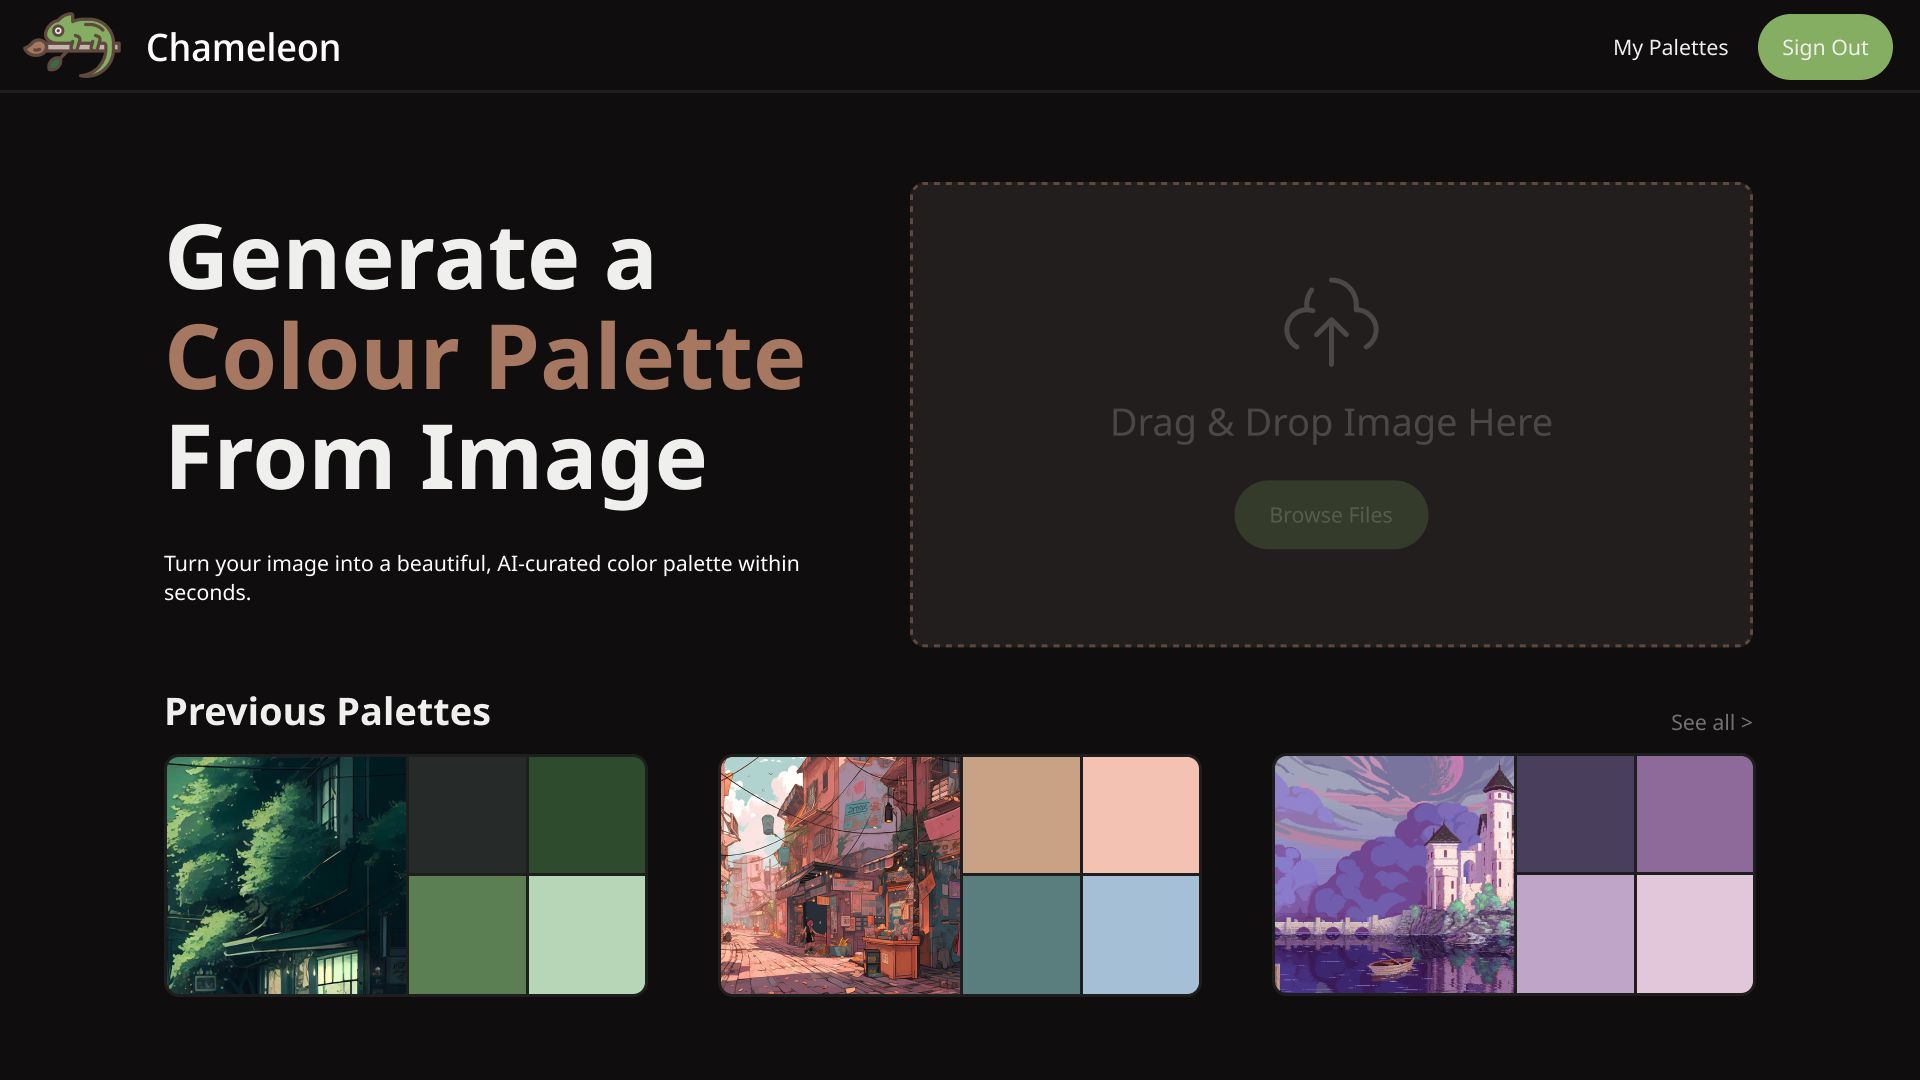 Chameleon
My Palettes
Sign Out
Generate a
Colour Palette
From Image
Turn your image into a beautiful, AI-curated color palette within
seconds.
Drag & Drop Image Here
Browse Files
Previous Palettes
See all >